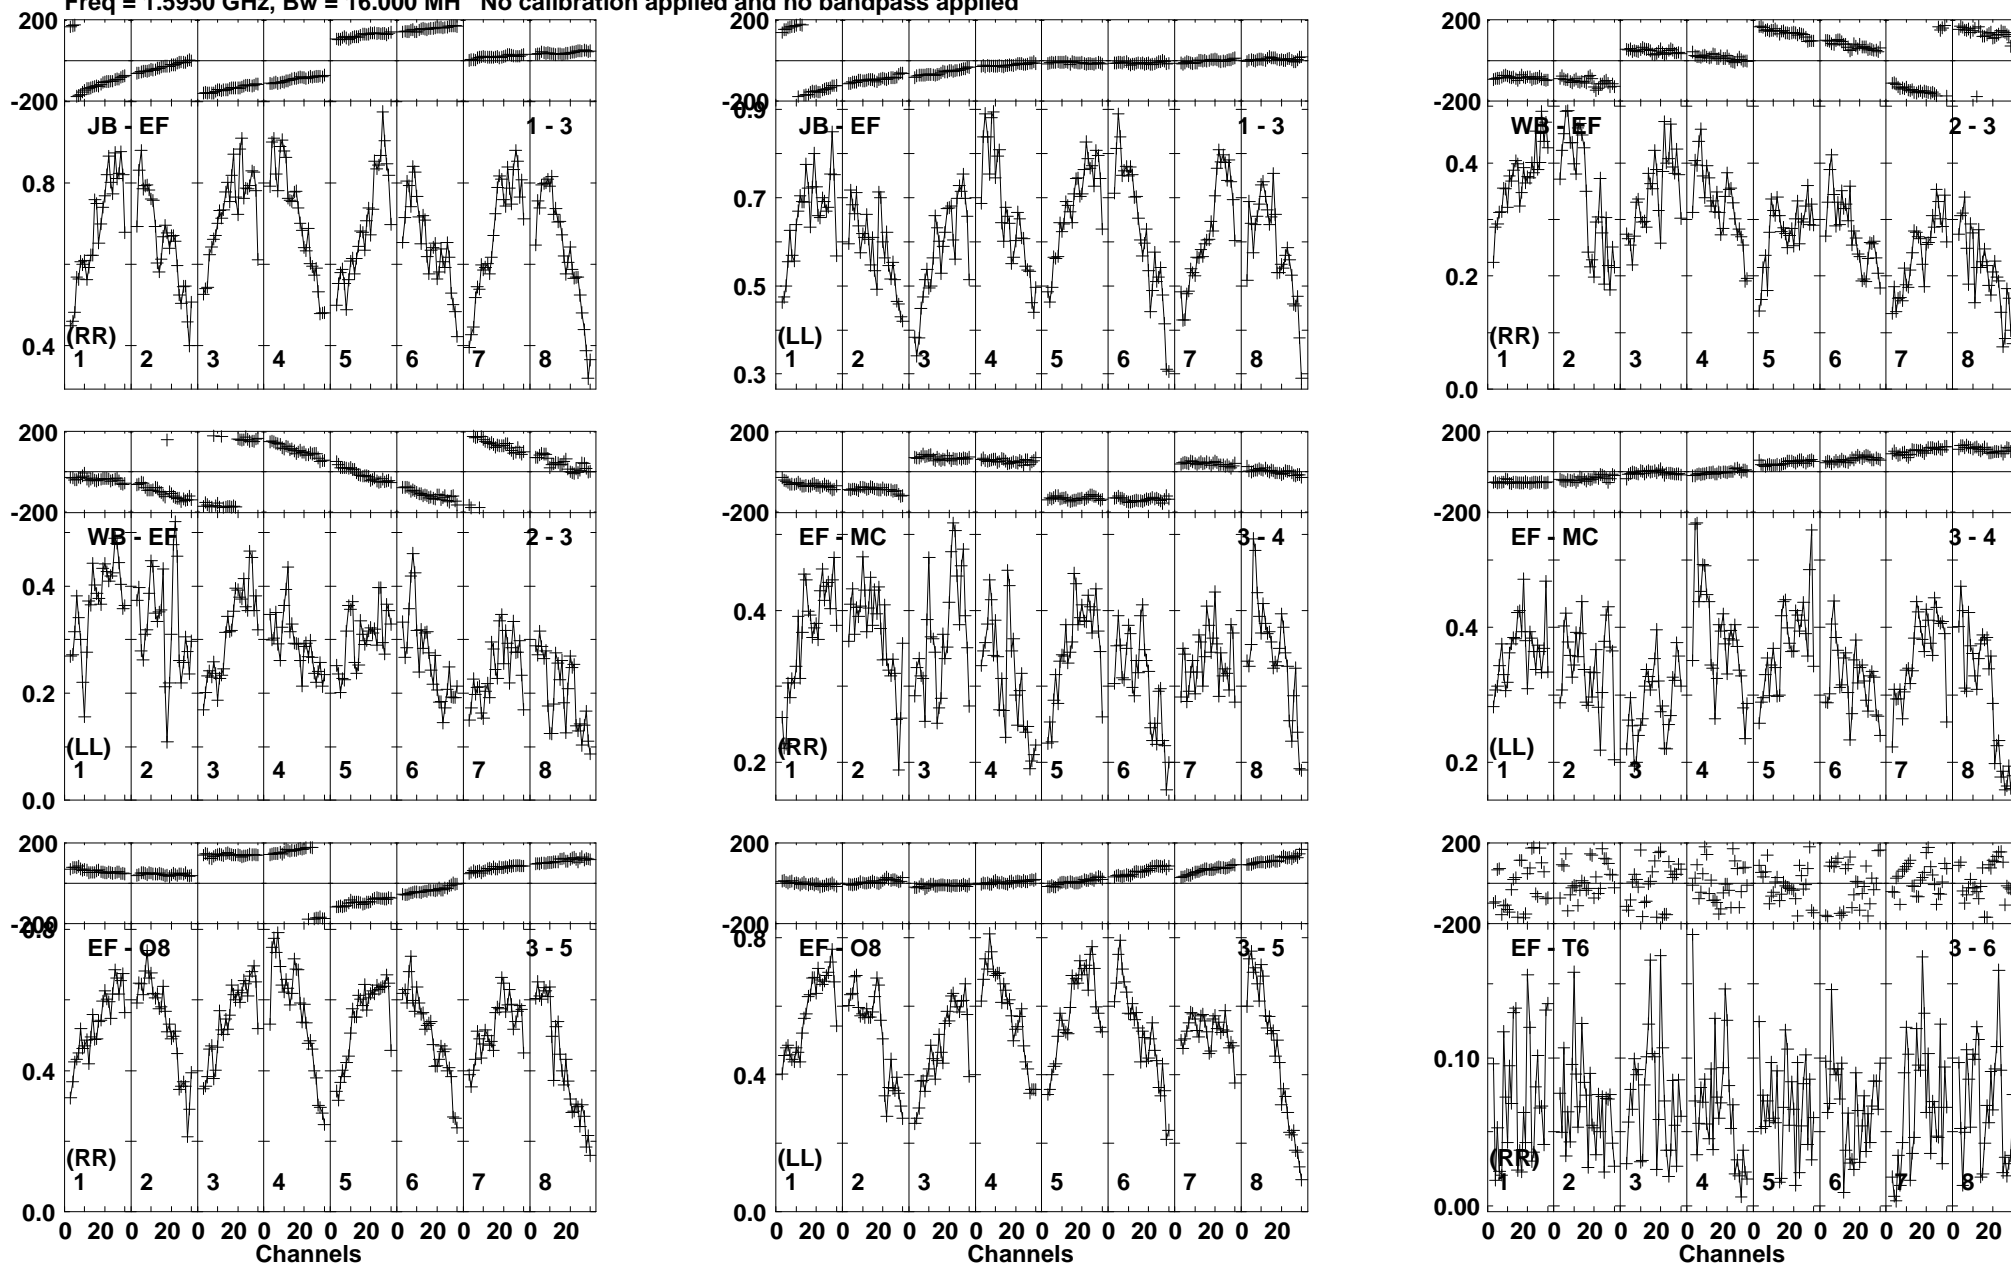 Freq = 1.5950 GHz, Bw = 16.000 MH No calibration applied and no bandpass applied
200 200 200
-200 -200 -200
JB - EF 1 - 3 JB - EF 1 - 3 WB - EF 2 - 3
0.9
0.8 0.7 0.4
0.5 0.2
(RR) (LL) (RR)
0.4 1 2 3 4 5 6 7 8 1 2 3 4 5 6 7 8 1 2 3 4 5 6 7 8
0.3 0.0
200 200 200
-200 -200 -200
WB - EF 2 - 3 EF - MC 3 - 4 EF - MC 3 - 4
0.4 0.4 0.4
0.2
(LL) (RR) (LL)
1 2 3 4 5 6 7 8 0.2 1 2 3 4 5 6 7 8 0.2 1 2 3 4 5 6 7 8
0.0
200 200 200
-200 -200 -200
0.8 0.8
EF - O8 3 - 5 EF - O8 3 - 5 EF - T6 3 - 6
0.4 0.4 0.10
(RR) (LL) (RR)
1 2 3 4 5 6 7 8 1 2 3 4 5 6 7 8 1 2 3 4 5 6 7 8
0.0 0.0 0.00
0 20 0 20 0 20 0 20 0 20 0 20 0 20 0 20 0 20 0 20 0 20 0 20 0 20 0 20 0 20 0 20 0 20 0 20 0 20 0 20 0 20 0 20 0 20 0 20
Channels Channels Channels